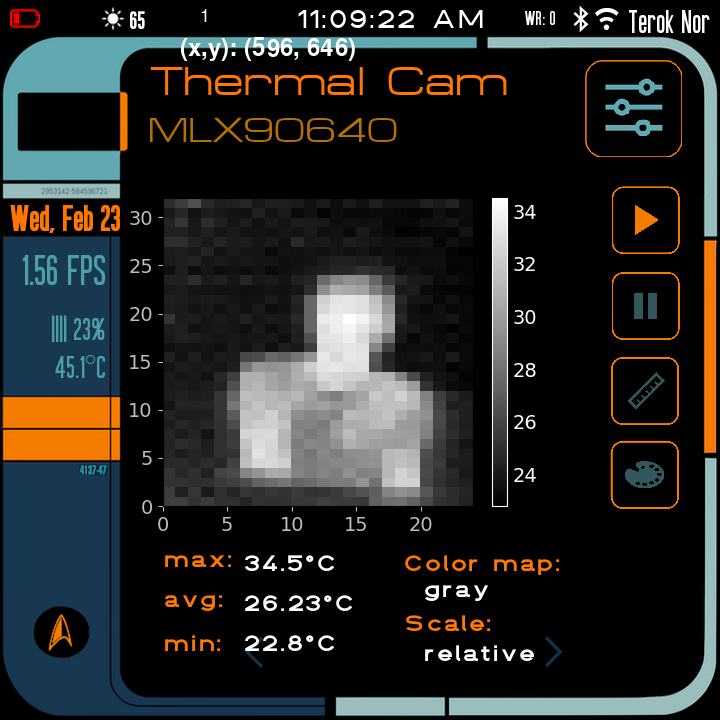 65 1 11:09:22 AM WR: 0 Terok Nor
(x,y): (596, 646)
Thermal Cam
MLX90640
2953142-584596721
Wed, Feb 23
1.56 FPS
23%
45.1°C
4137-47
30
25
20
15
10
5
0
0 5 10 15 20
34
32
30
28
26
24
max: 34.5°C
avg: 26.23°C
min: 22.8°C
Color map:
gray
Scale:
relative